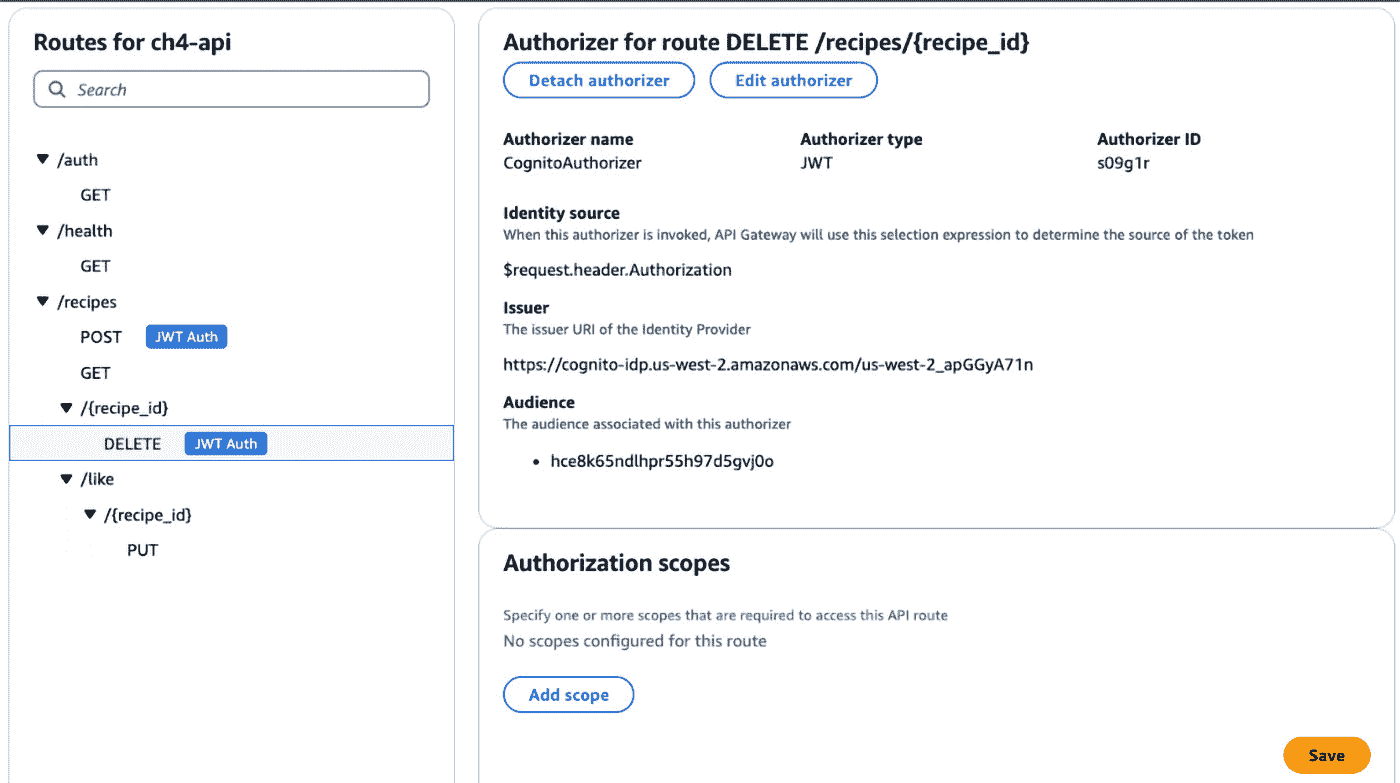 Routes for ch4-api
Search
/auth
GET
/health
GET
/recipes
POST JWT Auth
GET
/{recipe_id}
DELETE JWT Auth
/like
/{recipe_id}
PUT
Authorizer for route DELETE /recipes/{recipe_id}
Detach authorizer Edit authorizer
Authorizer name Authorizer type Authorizer ID
CognitoAuthorizer JWT s09g1r
Identity source
When this authorizer is invoked, API Gateway will use this selection expression to determine the source of the token
$request.header.Authorization
Issuer
The issuer URI of the Identity Provider
https://cognito-idp.us-west-2.amazonaws.com/us-west-2_apGGyA71n
Audience
The audience associated with this authorizer
• hce8k65ndlhpr55h97d5gvj0o
Authorization scopes
Specify one or more scopes that are required to access this API route
No scopes configured for this route
Add scope
Save